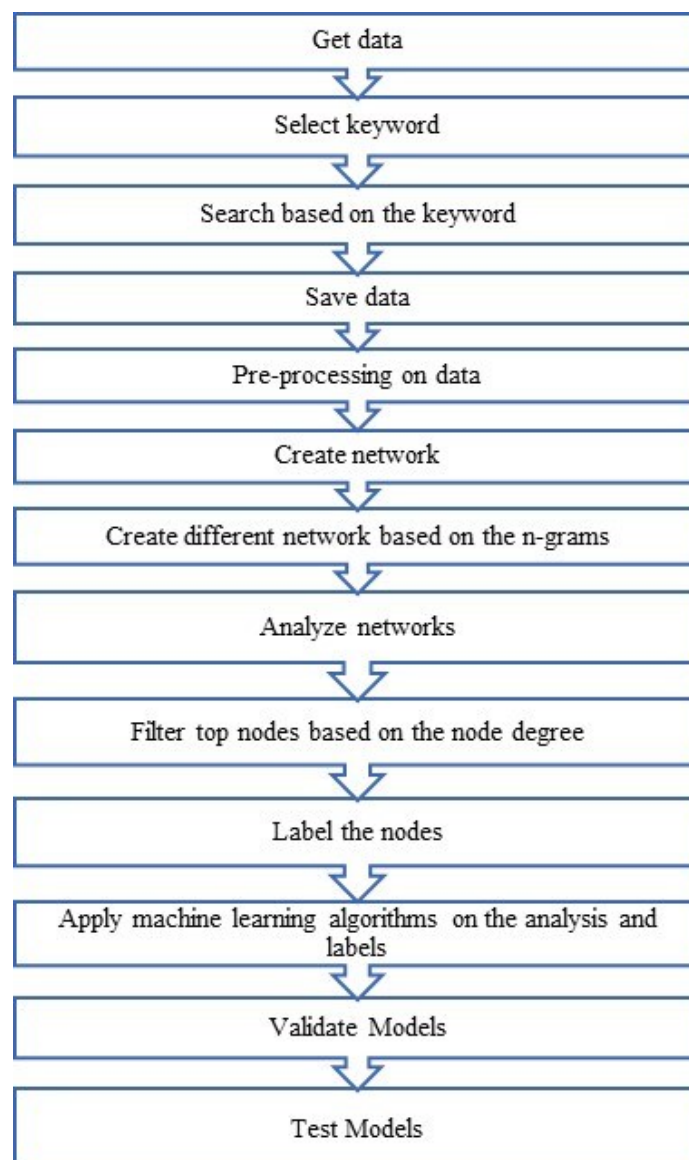 Get data
Select keyword
Search based on the keyword
Save data
Pre-processing on data
Create network
Create different network based on the n-grams
Analyze networks
Filter top nodes based on the node degree
Label the nodes
Apply machine learning algorithms on the analysis and
labels
Validate Models
Test Models